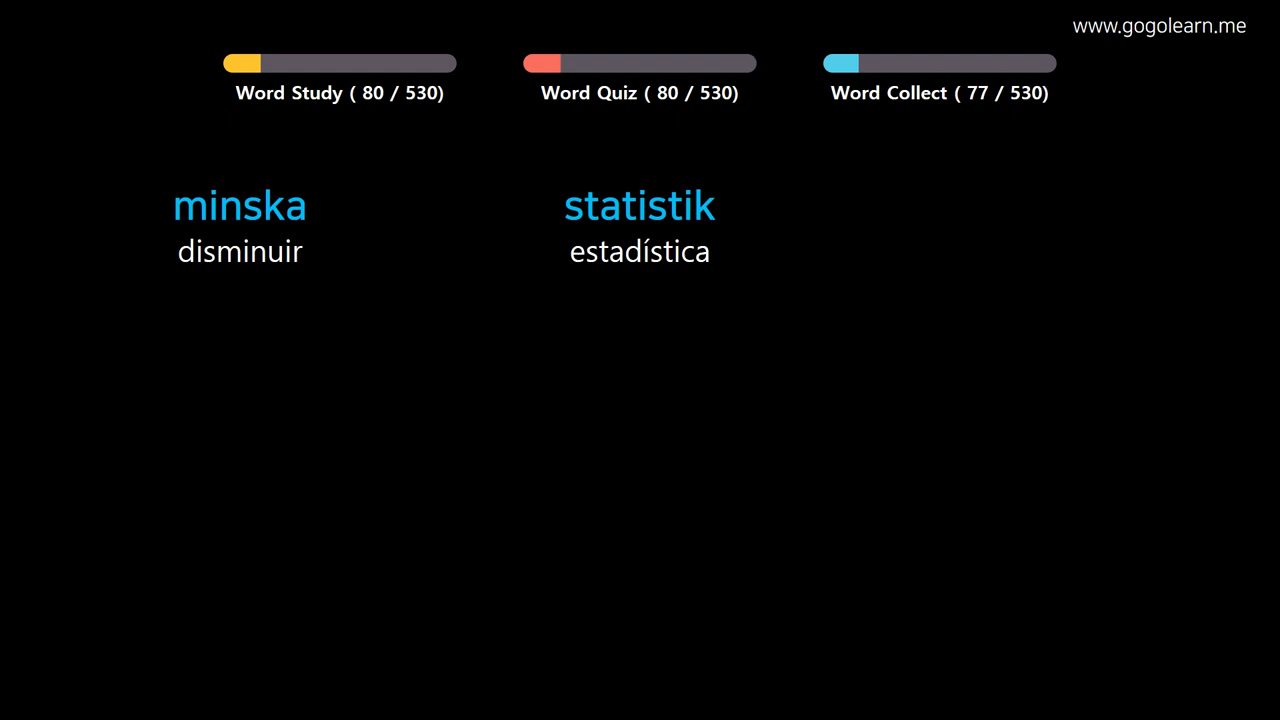 www.gogolearn.me
Word Study ( 80 / 530)
Word Quiz ( 80 / 530)
Word Collect ( 77 / 530)
minska
disminuir
statistik
estadística